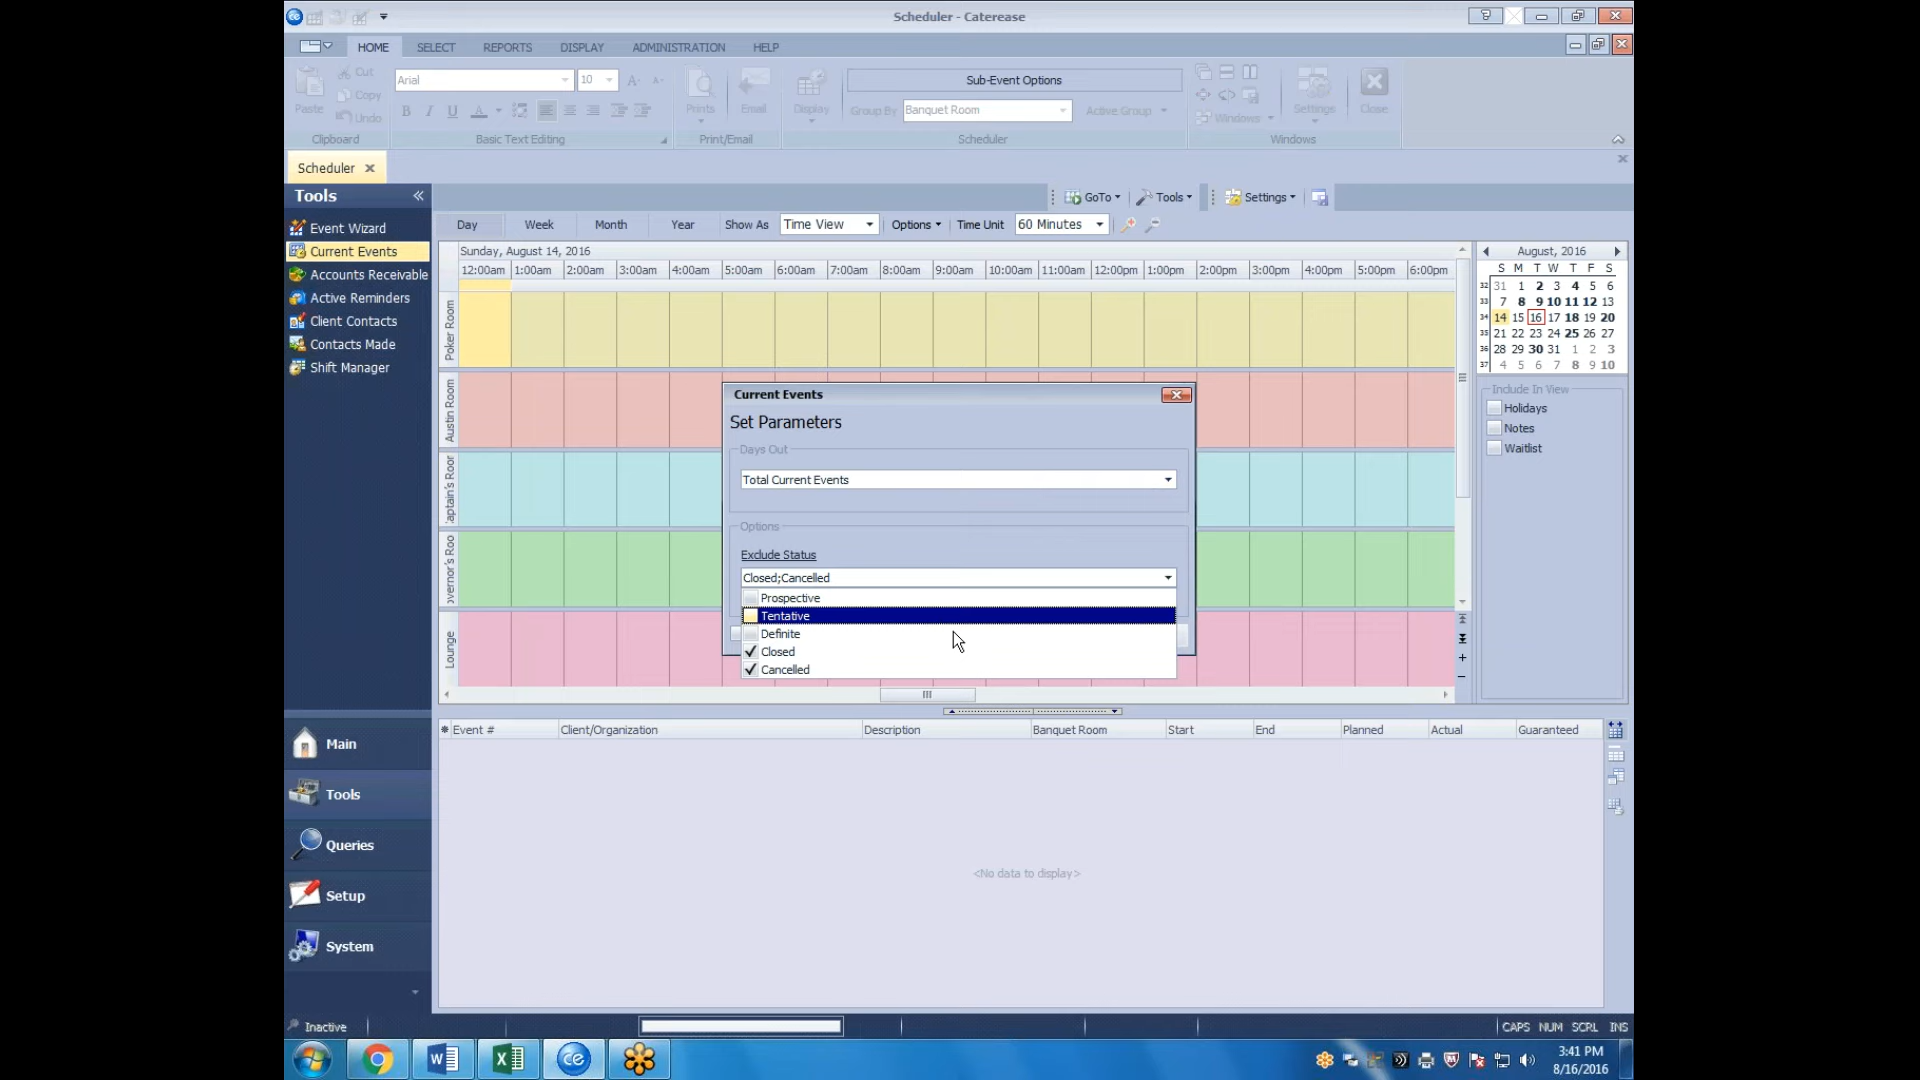 Scheduler - Caterease
HOME SELECT REPORTS DISPLAY ADMINISTRATION HELP
Paste
Cut
Copy
Undo
Clipboard
Arial 10
B I U A
Basic Text Editing
Prints
Email
Print/Email
Display
Sub-Event Options
Group By Banquet Room Active Group
Scheduler
Windows
Settings
Close
Windows
Scheduler
Tools
Event Wizard
Current Events
Accounts Receivable
Active Reminders
Client Contacts
Contacts Made
Shift Manager
GoTo Tools Settings
Day Week Month Year Show As Time View Options Time Unit 60 Minutes
Sunday, August 14, 2016
12:00am 1:00am 2:00am 3:00am 4:00am 5:00am 6:00am 7:00am 8:00am 9:00am 10:00am 11:00am 12:00pm 1:00pm 2:00pm 3:00pm 4:00pm 5:00pm 6:00pm
Poker Room
Austin Room
aptain's Roor
overnor's Roo
Lounge
August, 2016
S M T W T F S
32 31 1 2 3 4 5 6
33 7 8 9 10 11 12 13
34 14 15 16 17 18 19 20
35 21 22 23 24 25 26 27
36 28 29 30 31 1 2 3
37 4 5 6 7 8 9 10
Include In View
Holidays
Notes
Waitlist
Current Events
Set Parameters
Days Out
Total Current Events
Options
Exclude Status
Closed;Cancelled
Prospective
Tentative
Definite
Closed
Cancelled
Event # Client/Organization Description Banquet Room Start End Planned Actual Guaranteed
<No data to display>
Main
Tools
Queries
Setup
System
Inactive
CAPS NUM SCRL INS
3:41 PM
8/16/2016